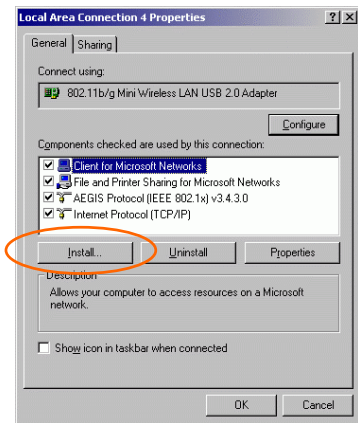 Local Area Connection 4 Properties
General Sharing
Connect using:
802.11b/g Mini Wireless LAN USB 2.0 Adapter
Configure
Components checked are used by this connection:
Client for Microsoft Networks
File and Printer Sharing for Microsoft Networks
AEGIS Protocol (IEEE 802.1x) v3.4.3.0
Internet Protocol (TCP/IP)
Install... Uninstall Properties
Description
Allows your computer to access resources on a Microsoft
network.
Show icon in taskbar when connected
OK Cancel